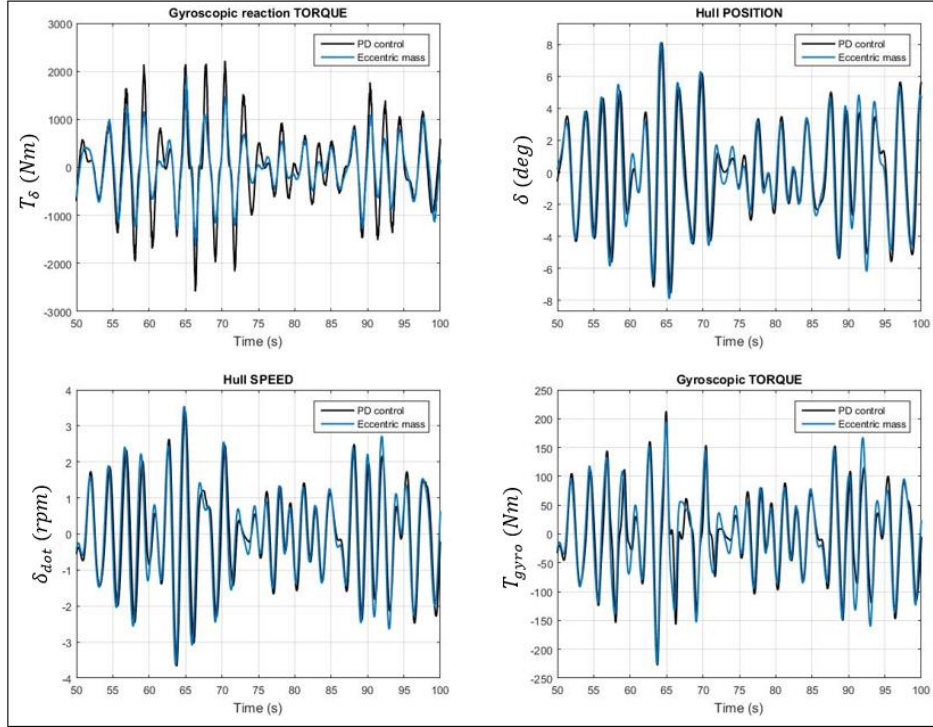 Gyroscopic reaction TORQUE
PD control
Eccentric mass
3000
2000
1000
0
-1000
-2000
-3000
T_δ (Nm)
50 55 60 65 70 75 80 85 90 95 100
Time (s)
Hull POSITION
PD control
Eccentric mass
8
6
4
2
0
-2
-4
-6
-8
δ (deg)
50 55 60 65 70 75 80 85 90 95 100
Time (s)
Hull SPEED
PD control
Eccentric mass
4
3
2
1
0
-1
-2
-3
-4
δ_dot (rpm)
50 55 60 65 70 75 80 85 90 95 100
Time (s)
Gyroscopic TORQUE
PD control
Eccentric mass
250
200
150
100
50
0
-50
-100
-150
-200
-250
T_gyro (Nm)
50 55 60 65 70 75 80 85 90 95 100
Time (s)